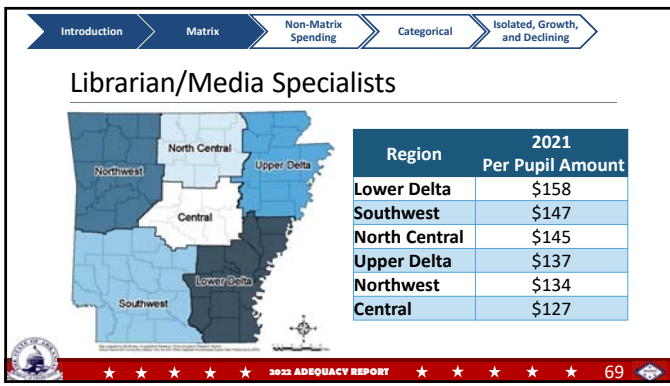 Introduction
Matrix
Non-Matrix
Spending
Categorical
Isolated, Growth,
and Declining
Librarian/Media Specialists
North Central
Northwest
Upper Delta
Central
Lower Delta
Southwest
Region
2021
Per Pupil Amount
Lower Delta $158
Southwest $147
North Central $145
Upper Delta $137
Northwest $134
Central $127
2022 ADEQUACY REPORT
69